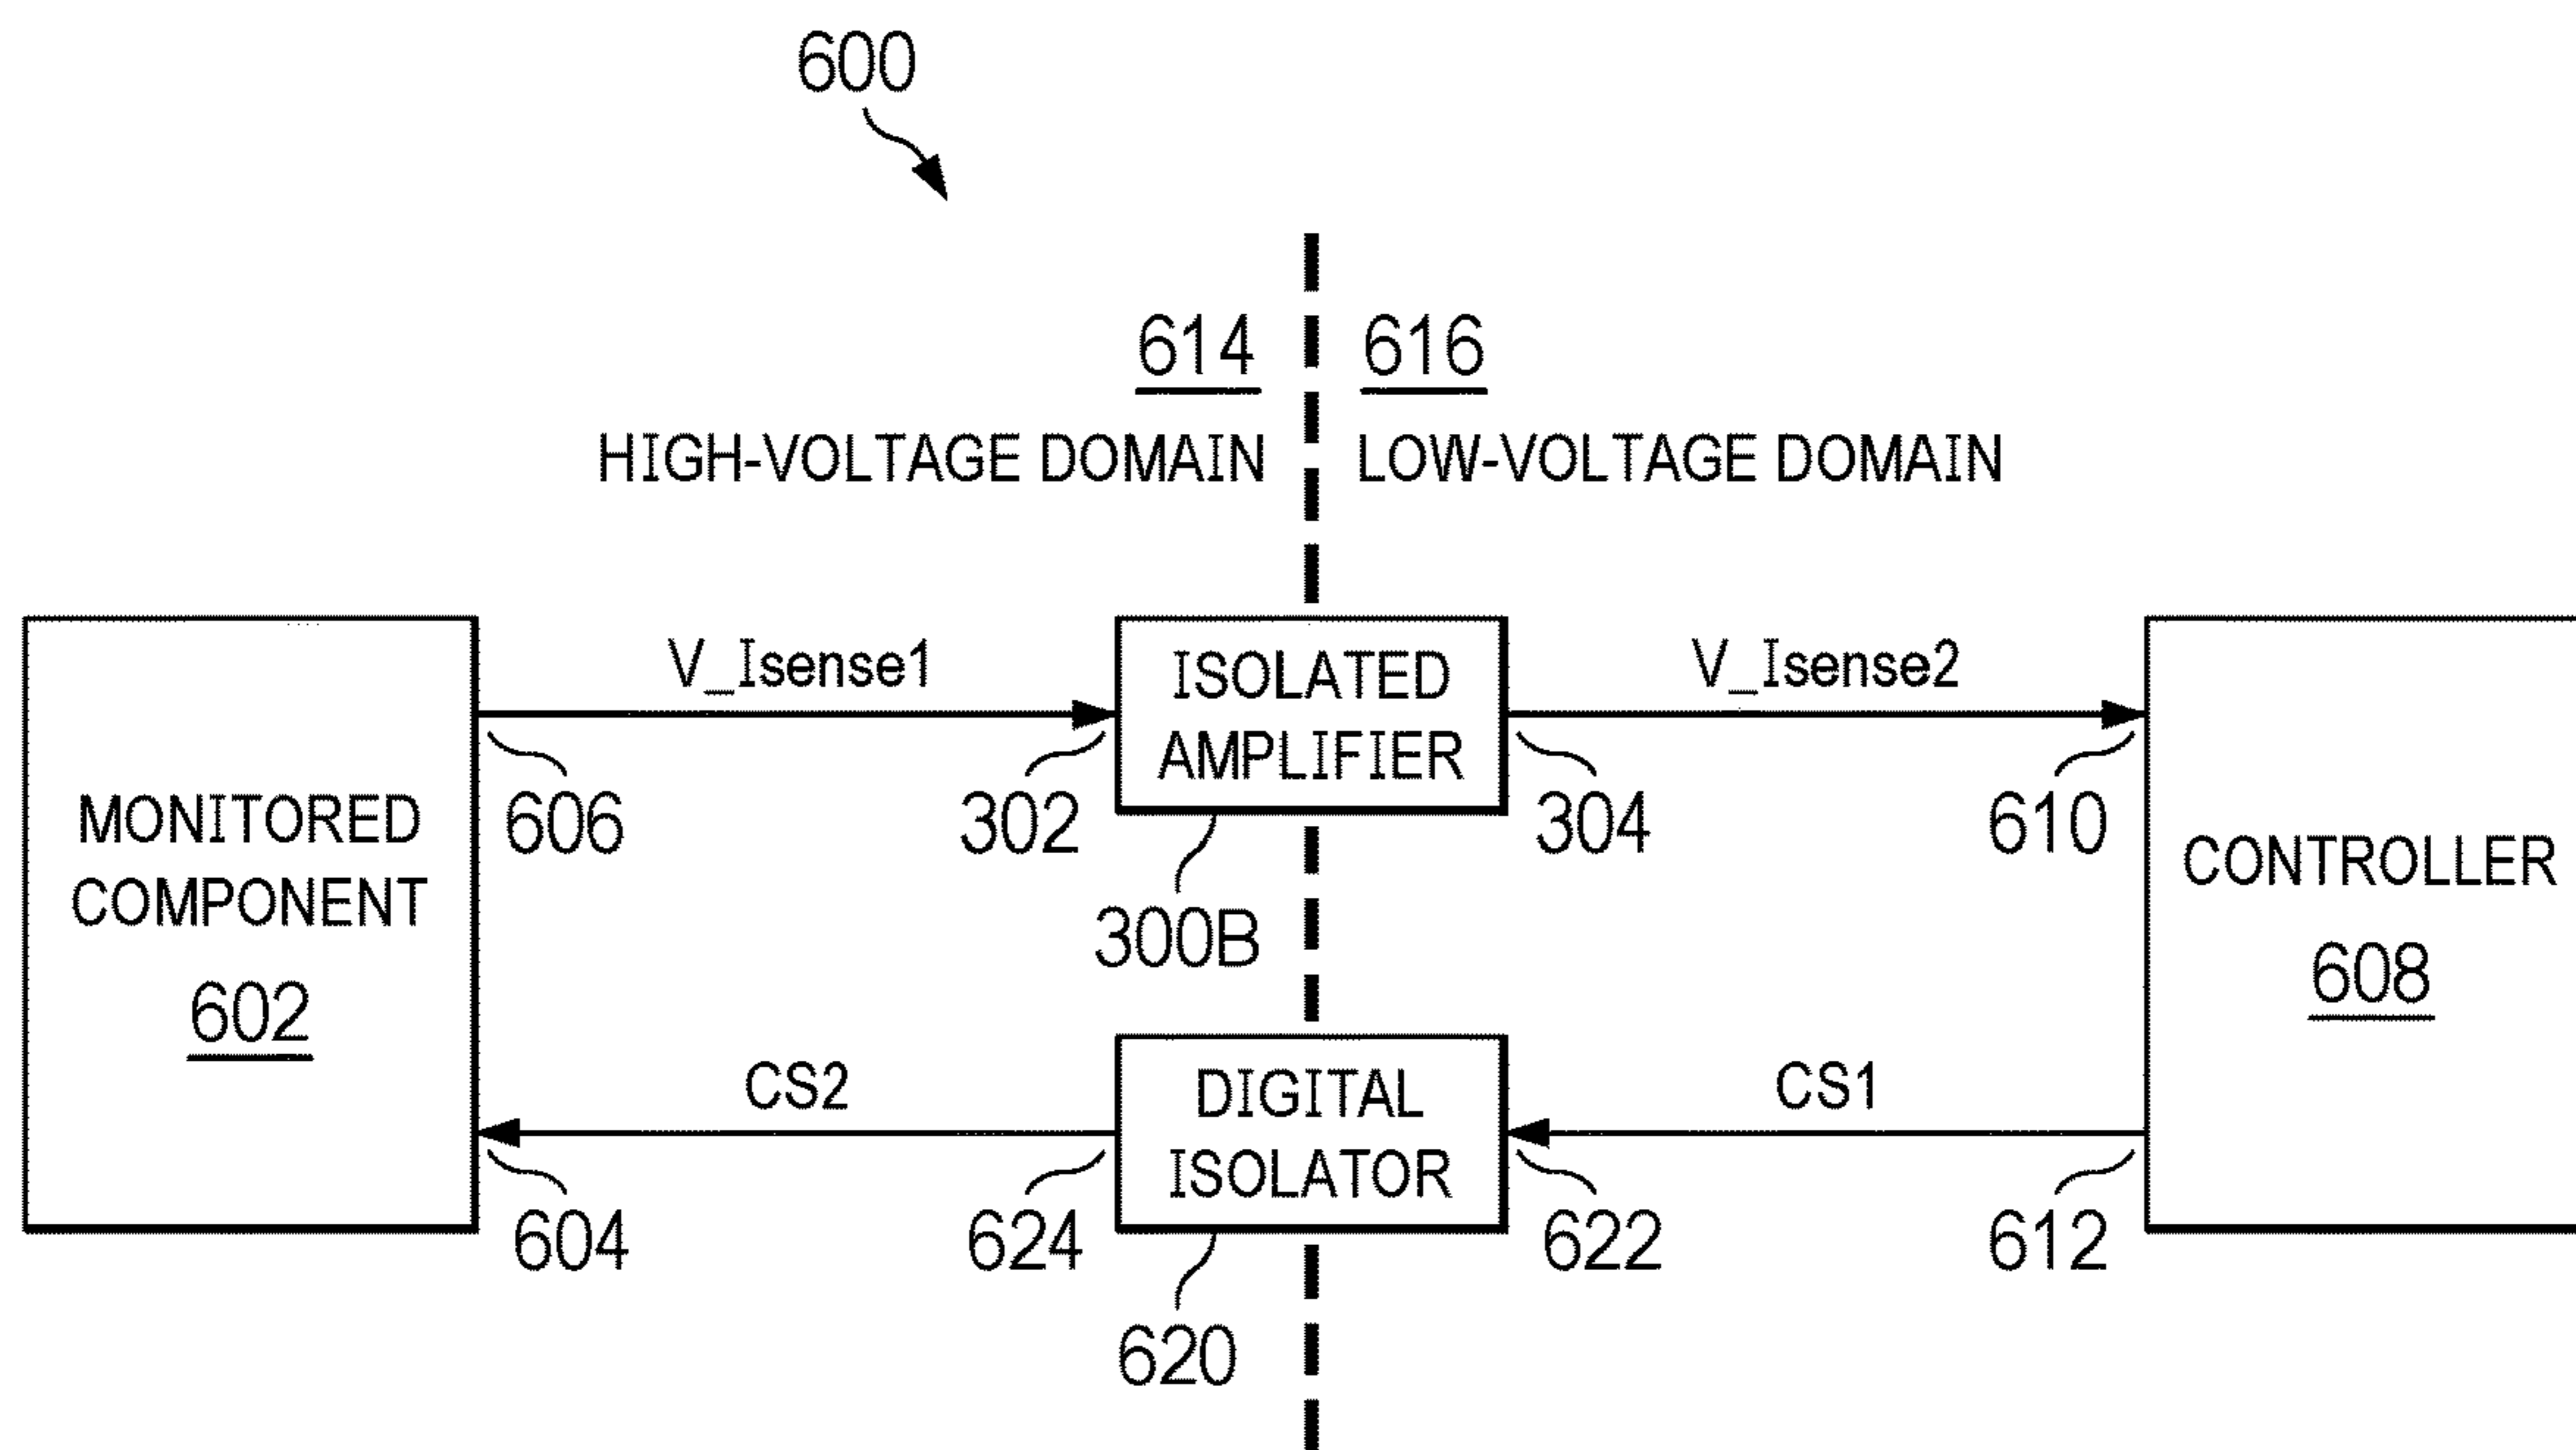 600
614
616
HIGH-VOLTAGE DOMAIN
LOW-VOLTAGE DOMAIN
V_Isense1
ISOLATED
AMPLIFIER
V_Isense2
606
302
304
610
MONITORED
COMPONENT
602
300B
CONTROLLER
608
CS2
DIGITAL
ISOLATOR
CS1
604
624
622
612
620